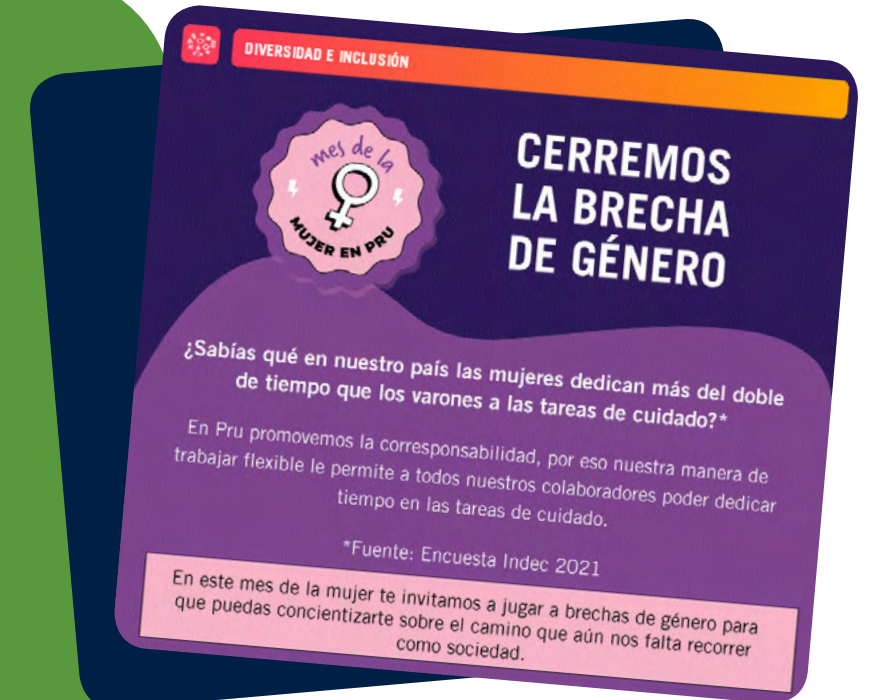 DIVERSIDAD E INCLUSIÓN
mes de la
MUJER EN PRU
CERREMOS
LA BRECHA
DE GÉNERO
¿Sabías qué en nuestro país las mujeres dedican más del doble
de tiempo que los varones a las tareas de cuidado?*
En Pru promovemos la corresponsabilidad, por eso nuestra manera de
trabajar flexible le permite a todos nuestros colaboradores poder dedicar
tiempo en las tareas de cuidado.
*Fuente: Encuesta Indec 2021
En este mes de la mujer te invitamos a jugar a brechas de género para
que puedas concientizarte sobre el camino que aún nos falta recorrer
como sociedad.